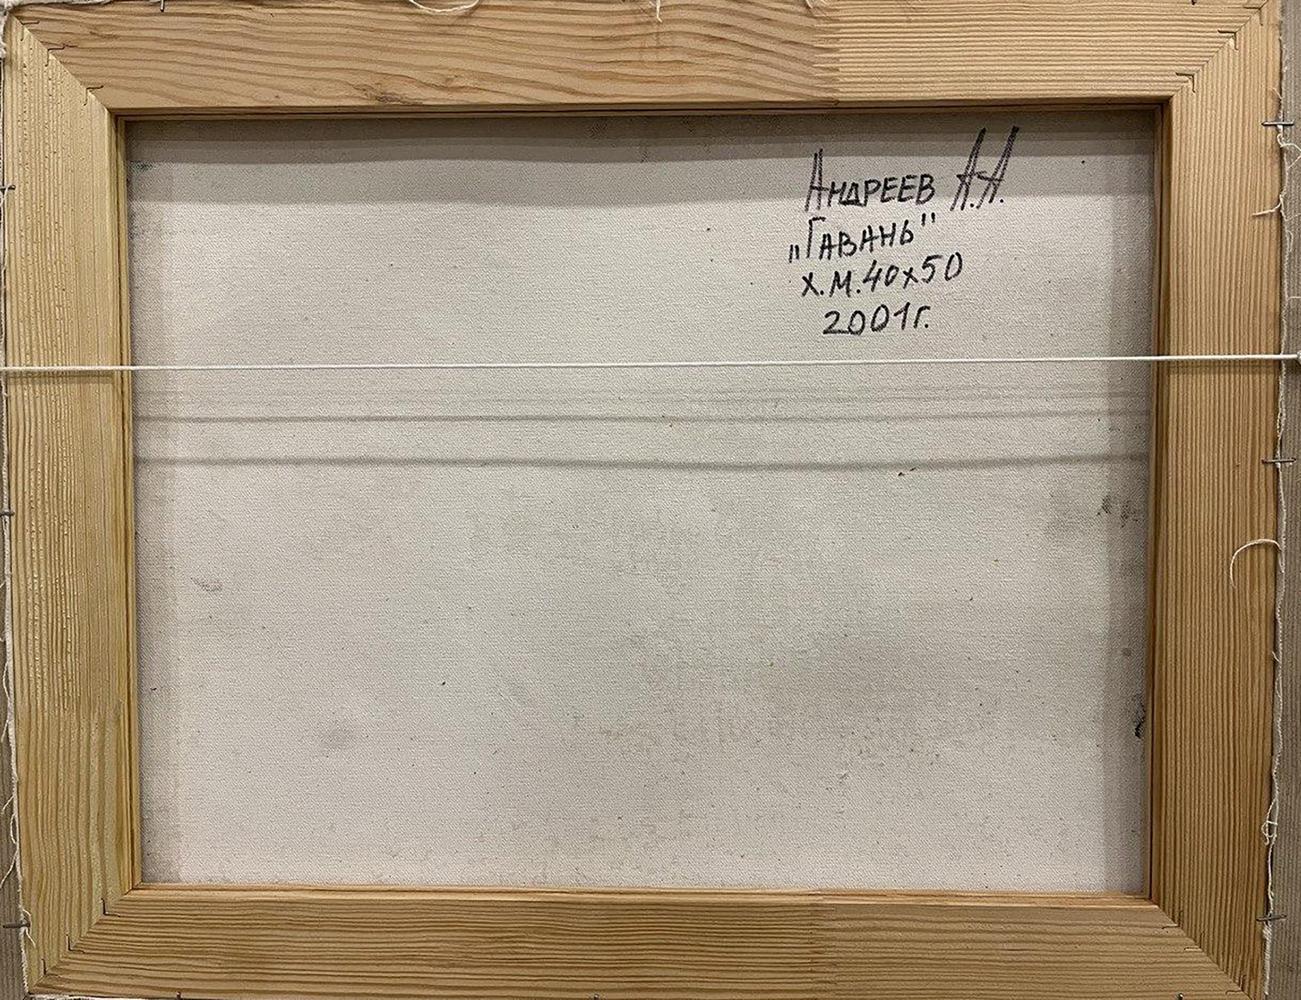 Андреев А.А.
„Гавань"
х.м. 40х50
2001г.